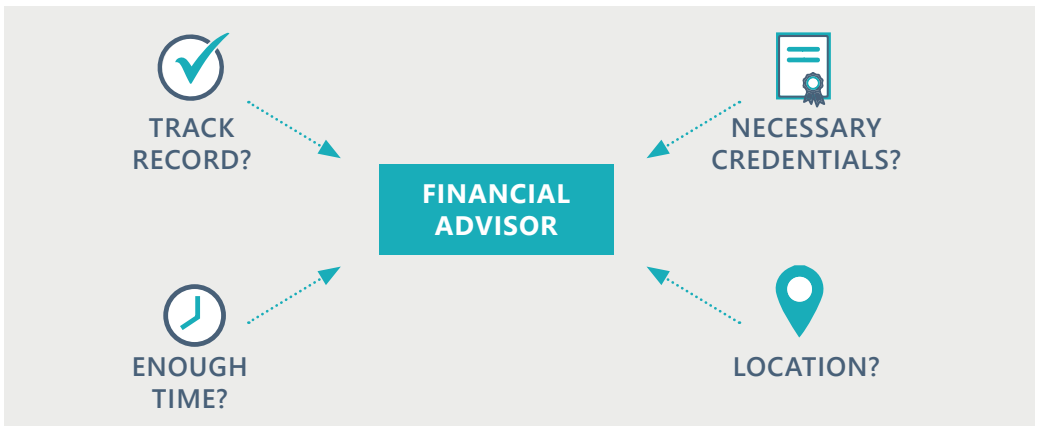 TRACK
RECORD?
NECESSARY
CREDENTIALS?
FINANCIAL
ADVISOR
ENOUGH
TIME?
LOCATION?